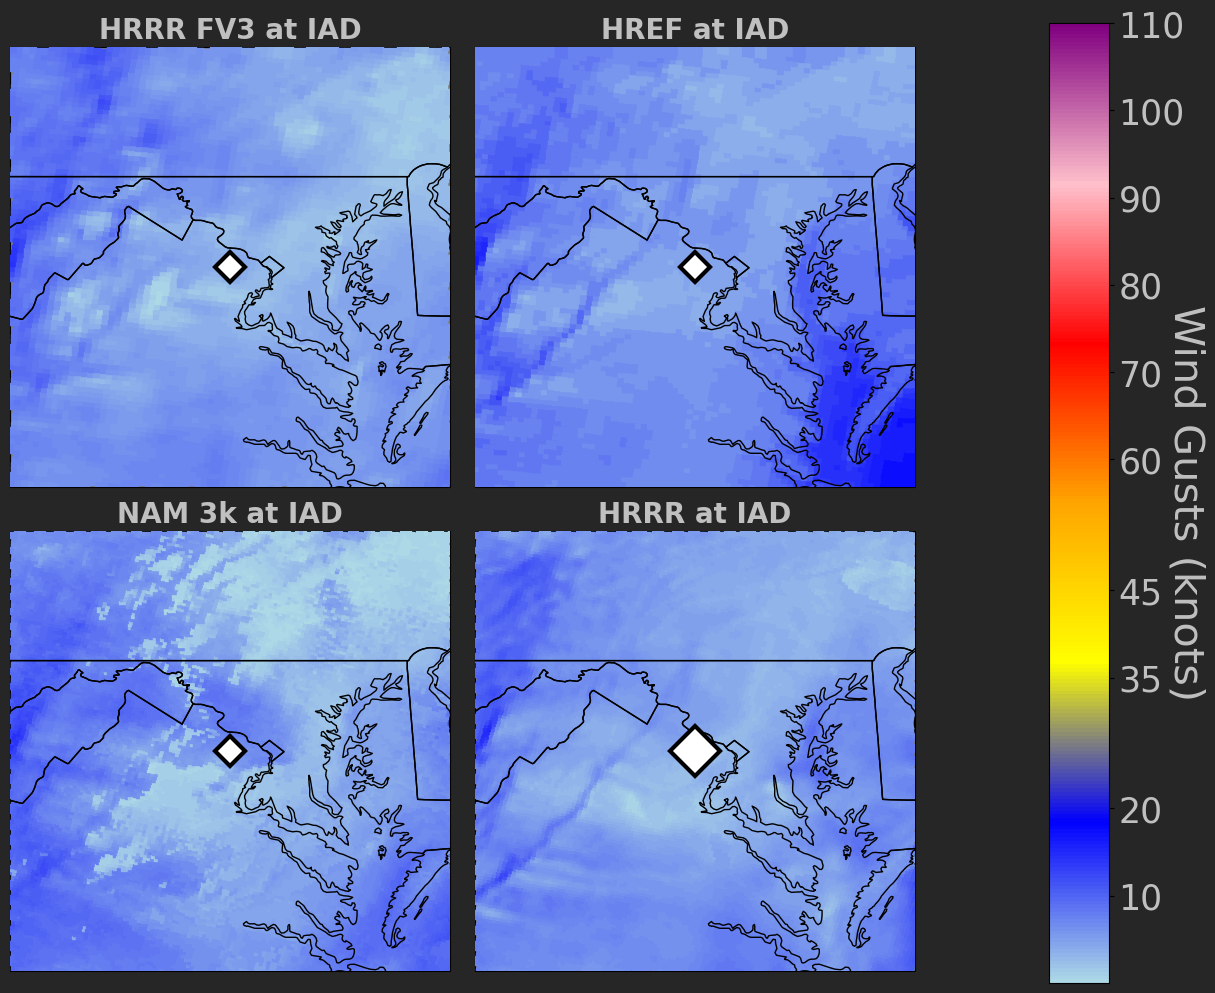 HRRR FV3 at IAD
HREF at IAD
NAM 3k at IAD
HRRR at IAD
110
100
90
80
70
60
45
35
20
10
Wind Gusts (knots)